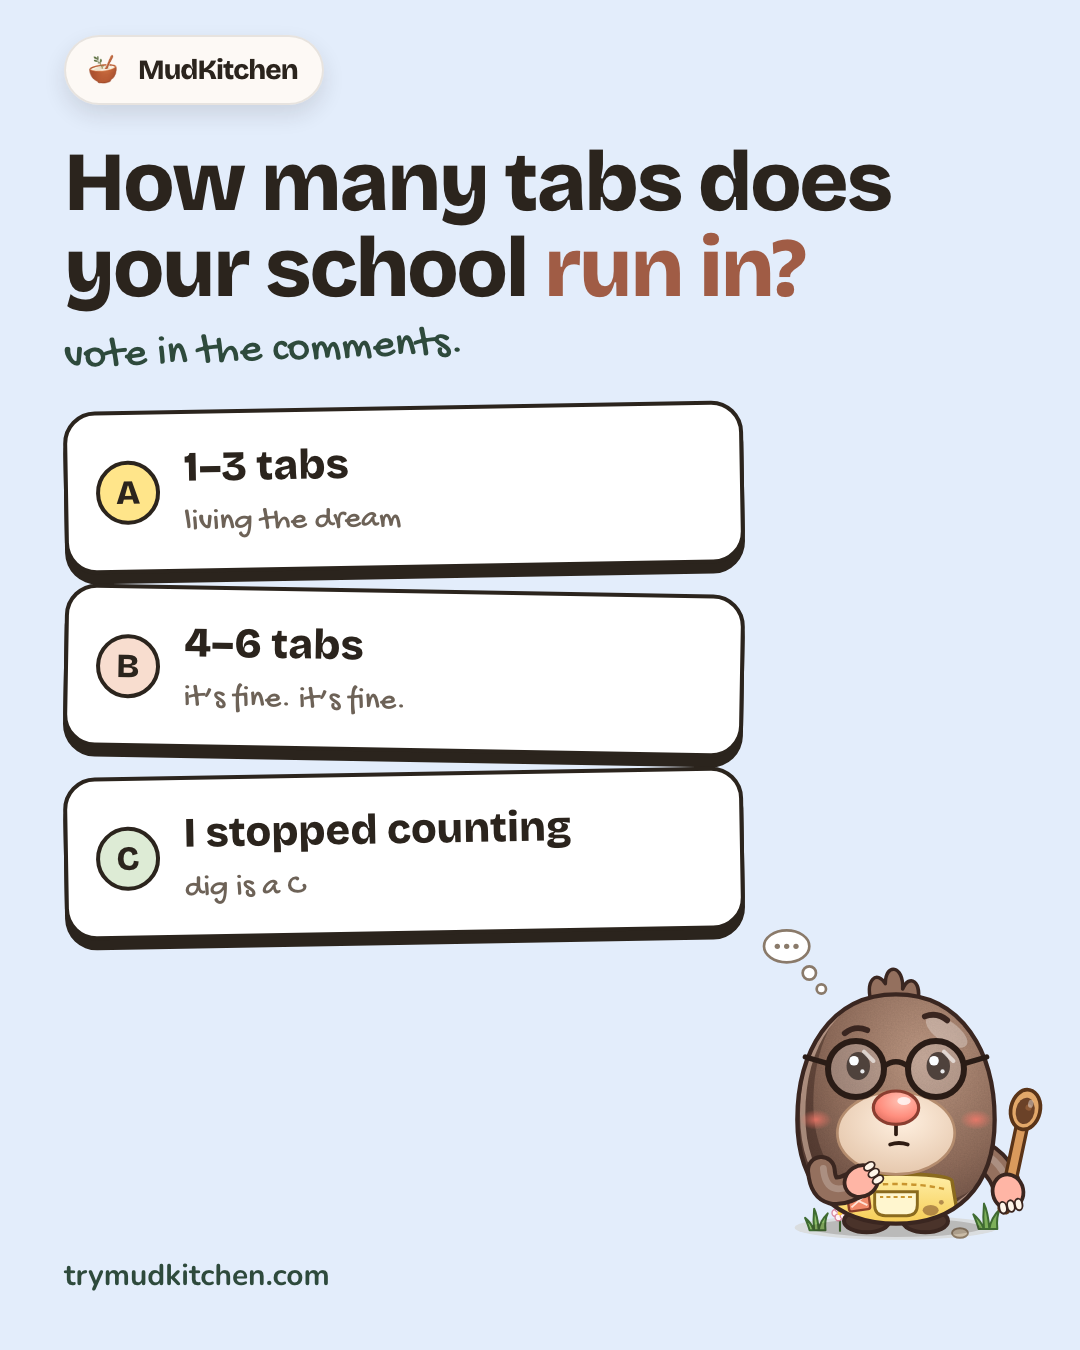 MudKitchen
How many tabs does
your school run in?
vote in the comments.
A
1–3 tabs
living the dream
B
4–6 tabs
it's fine. it's fine.
C
I stopped counting
dig is a C
trymudkitchen.com